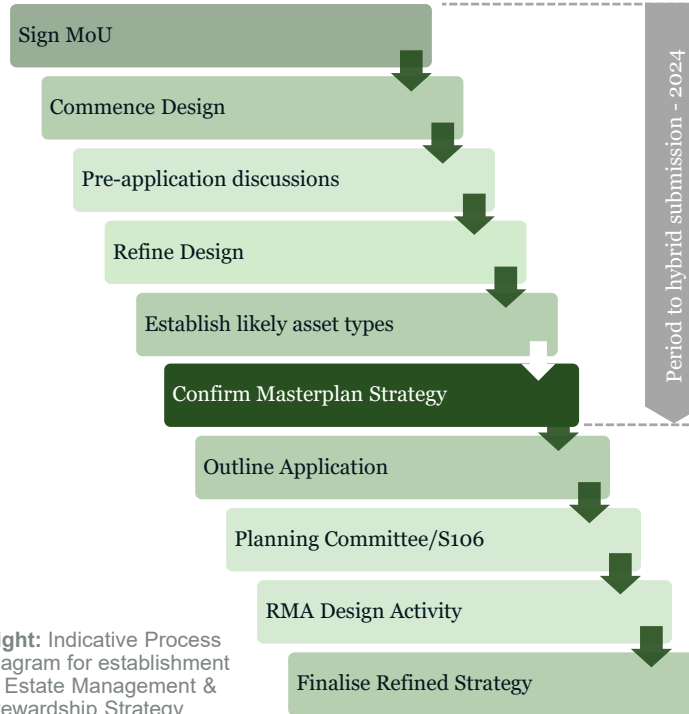 Sign MoU
Commence Design
Pre-application discussions
Refine Design
Establish likely asset types
Confirm Masterplan Strategy
Outline Application
Planning Committee/S106
RMA Design Activity
Finalise Refined Strategy
Period to hybrid submission - 2024
Indicative Process
for establishment
Estate Management &
Strategy